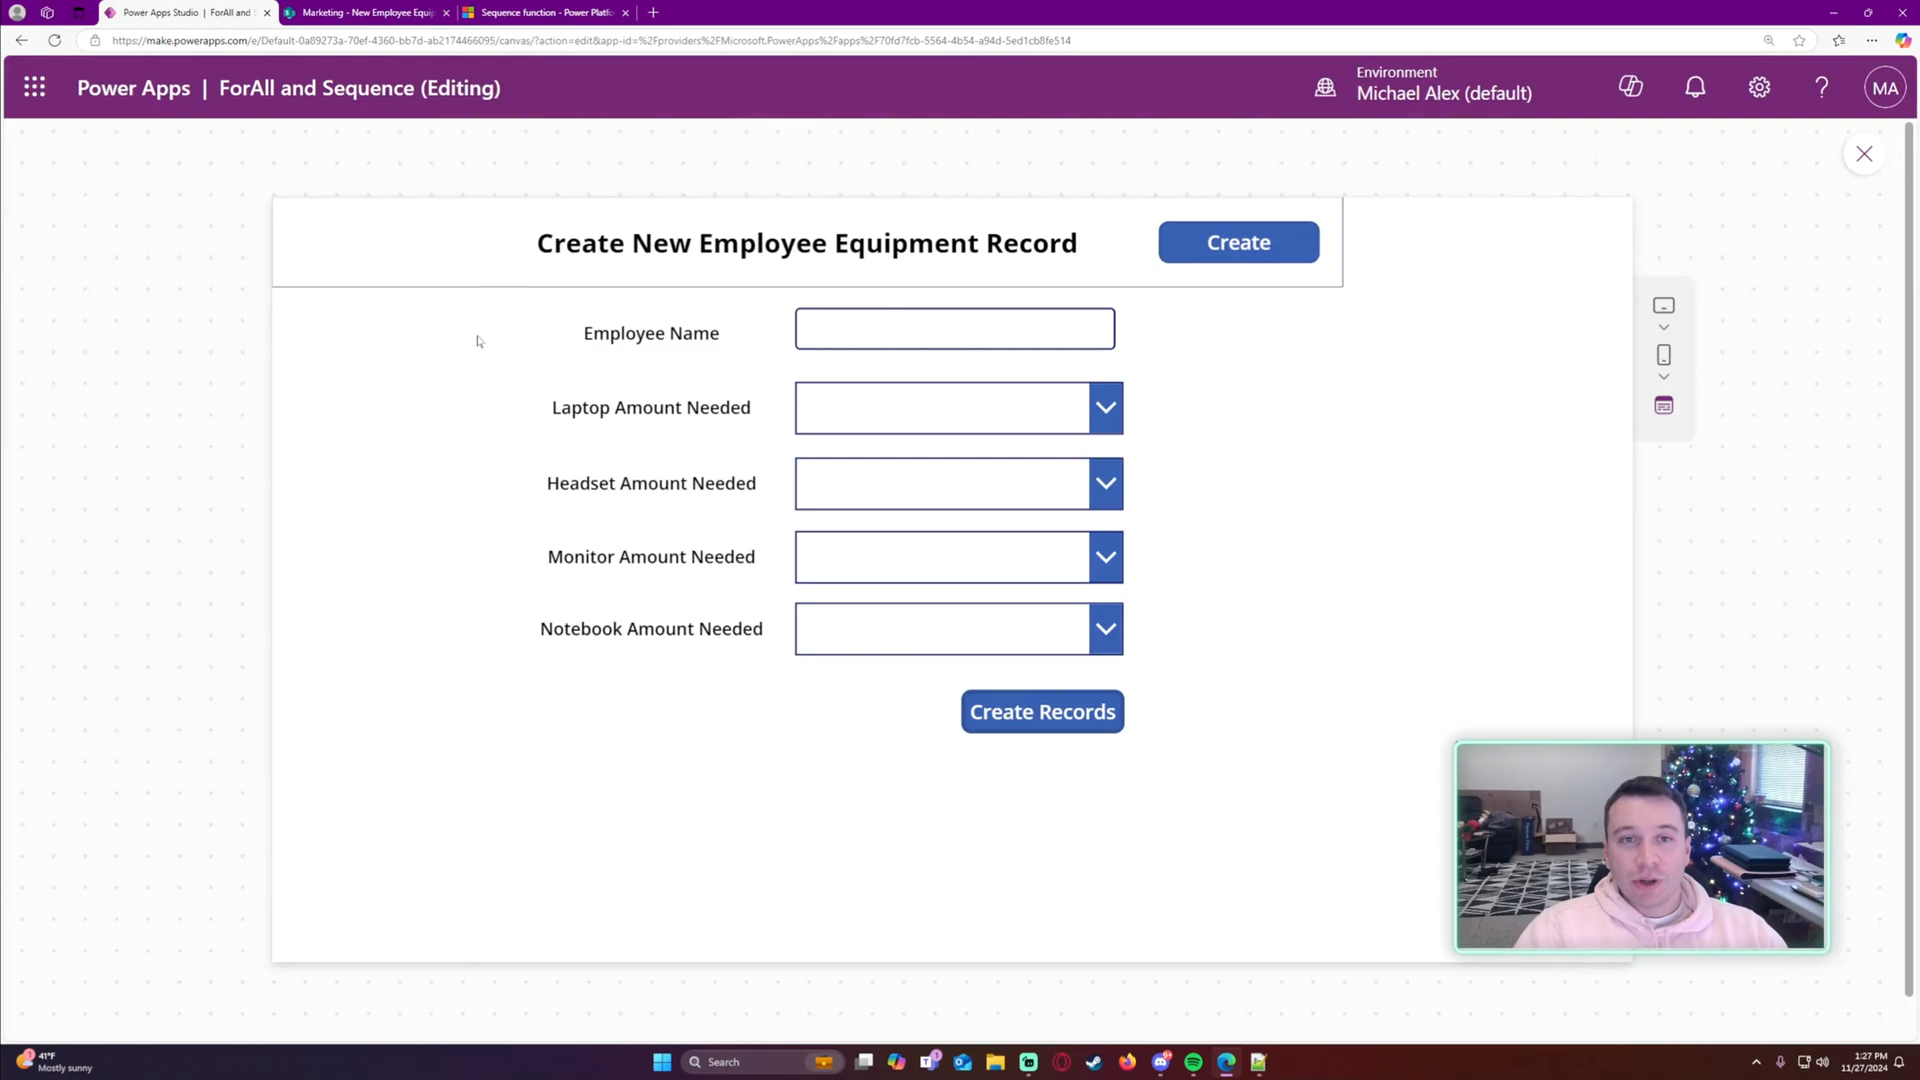 Power Apps Studio | ForAll and S
Marketing - New Employee Equip
Sequence function - Power Platfo
https://make.powerapps.com/e/Default-0a89273a-70ef-4360-bb7d-ab2174466095/canvas/?action=edit&app-id=%2Fproviders%2FMicrosoft.PowerApps%2Fapps%2F70fd7fcb-5564-4b54-a94d-5ed1cb8fe514
Power Apps | ForAll and Sequence (Editing)
Environment
Michael Alex (default)
MA
Create New Employee Equipment Record
Create
Employee Name
Laptop Amount Needed
Headset Amount Needed
Monitor Amount Needed
Notebook Amount Needed
Create Records
41°F
Mostly sunny
Search
1:27 PM
11/27/2024